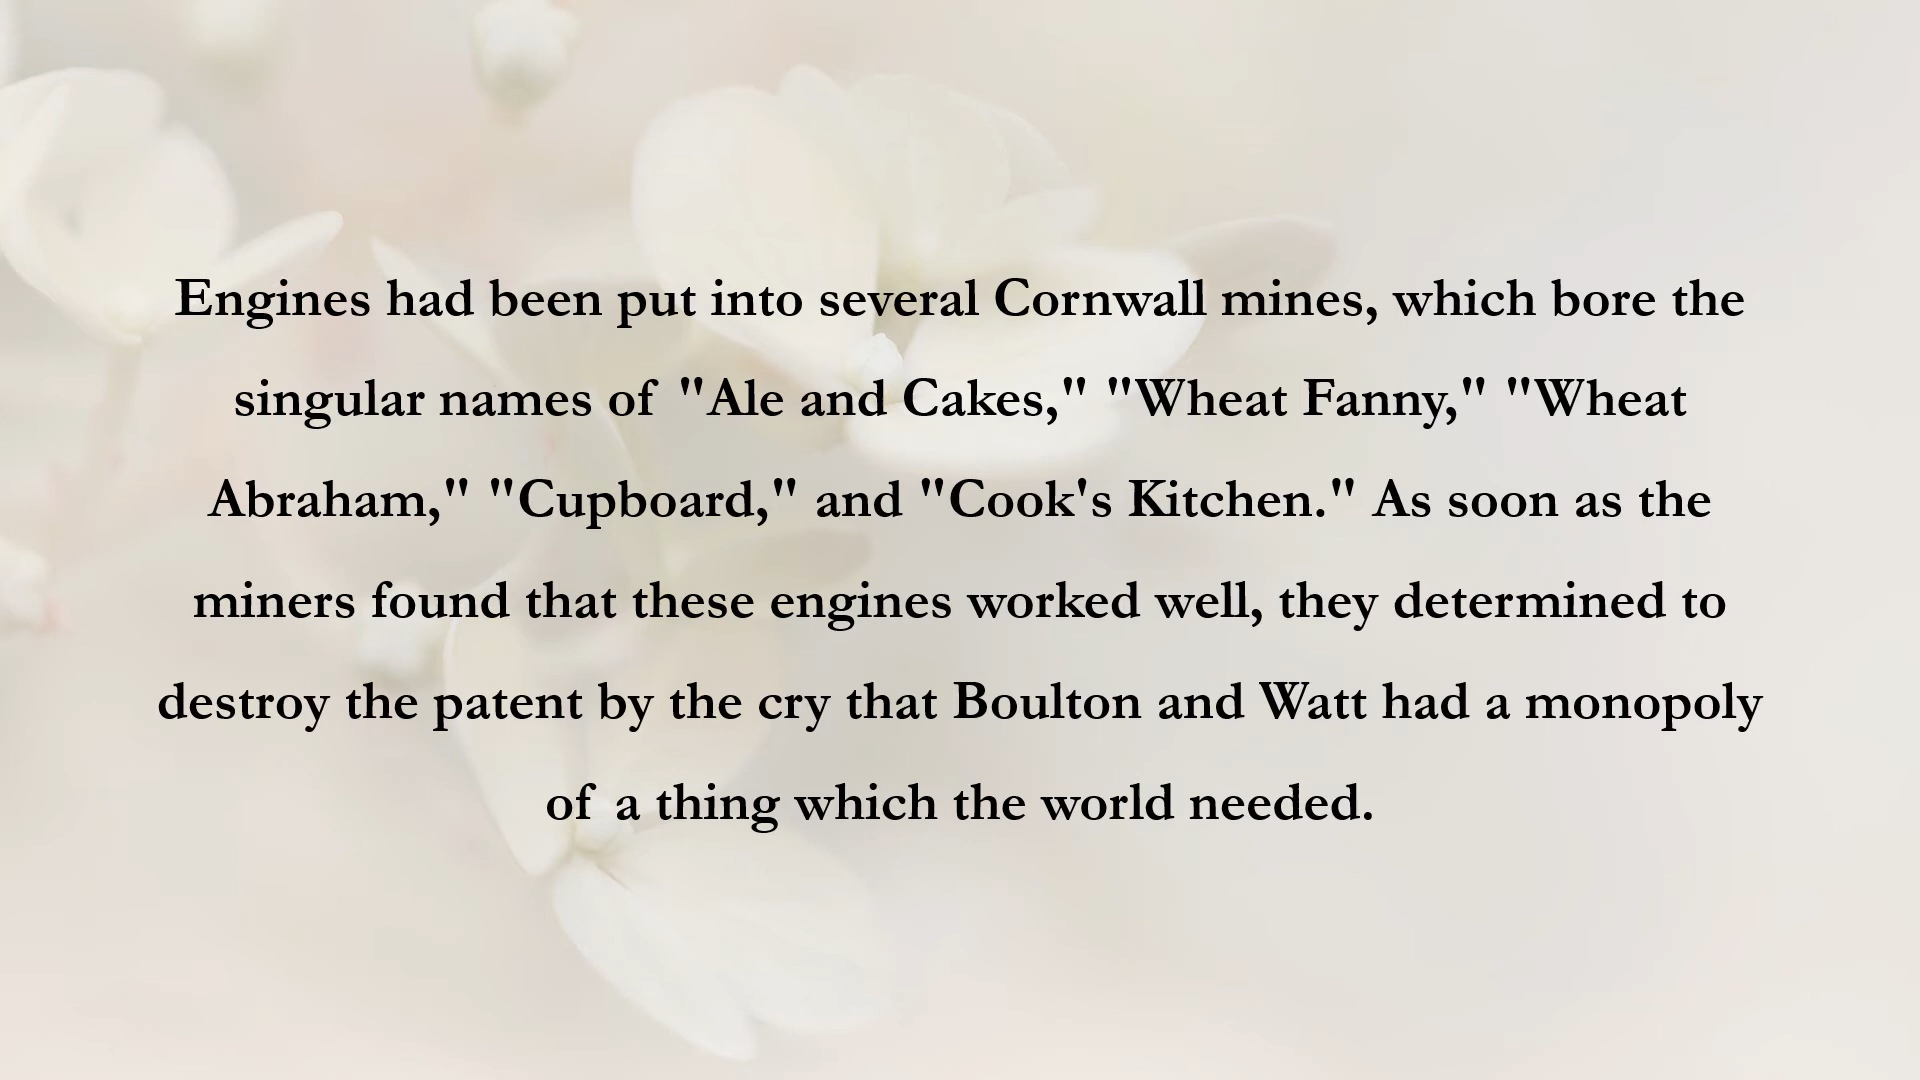 Engines had been put into several Cornwall mines, which bore the
singular names of "Ale and Cakes," "Wheat Fanny," "Wheat
Abraham," "Cupboard," and "Cook's Kitchen." As soon as the
miners found that these engines worked well, they determined to
destroy the patent by the cry that Boulton and Watt had a monopoly
of a thing which the world needed.